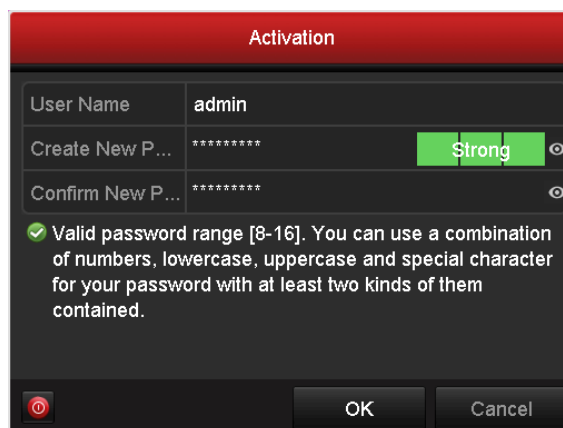 Activation
User Name admin
Create New P... ********* Strong
Confirm New P... *********
Valid password range [8-16]. You can use a combination
of numbers, lowercase, uppercase and special character
for your password with at least two kinds of them
contained.
OK Cancel